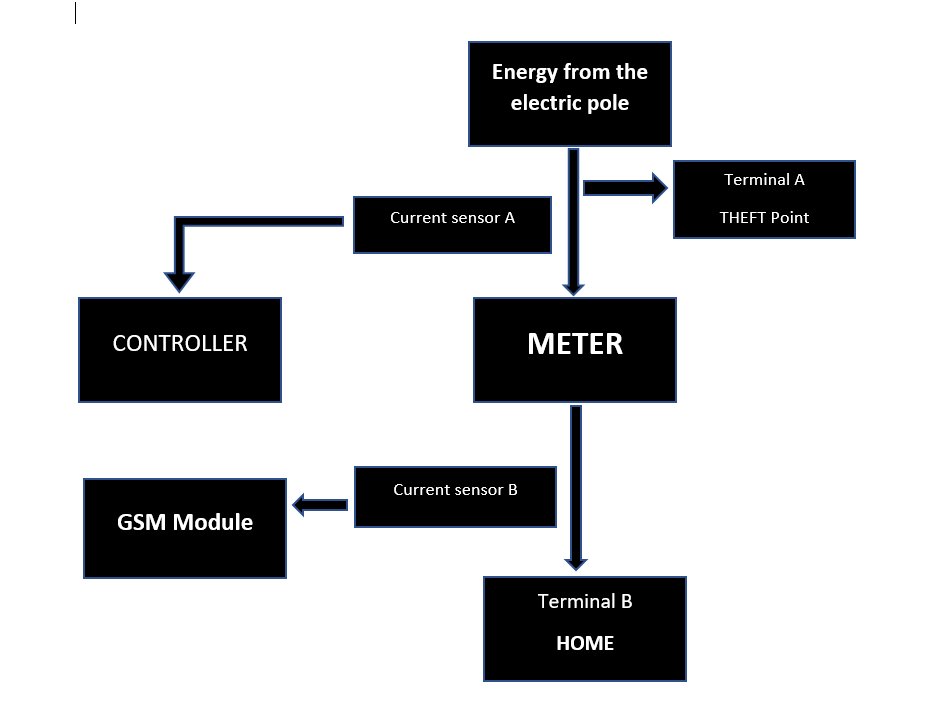 Energy from the
electric pole
Terminal A
THEFT Point
Current sensor A
CONTROLLER
METER
Current sensor B
GSM Module
Terminal B
HOME